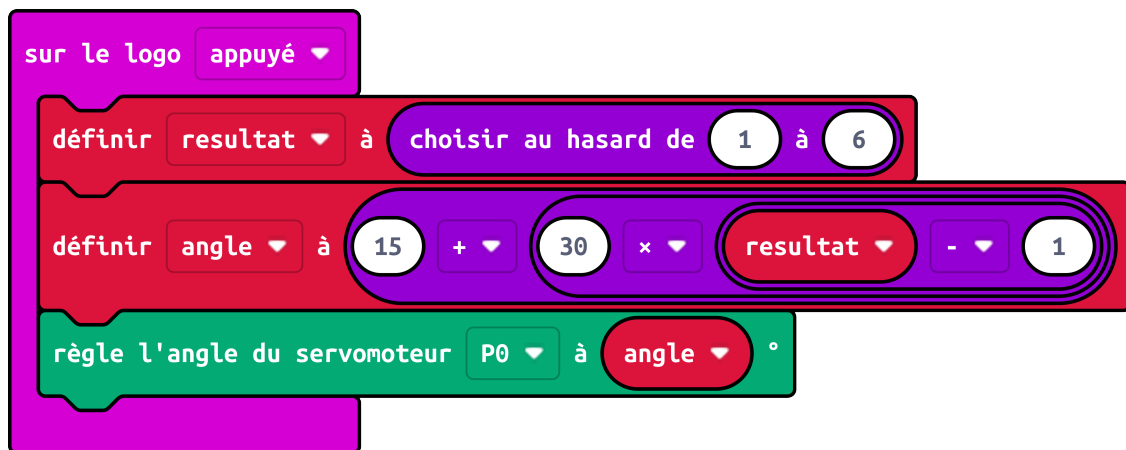 sur le logo appuyé
définir resultat à choisir au hasard de 1 à 6
définir angle à 15 + 30 × resultat - 1
règle l'angle du servomoteur P0 à angle °